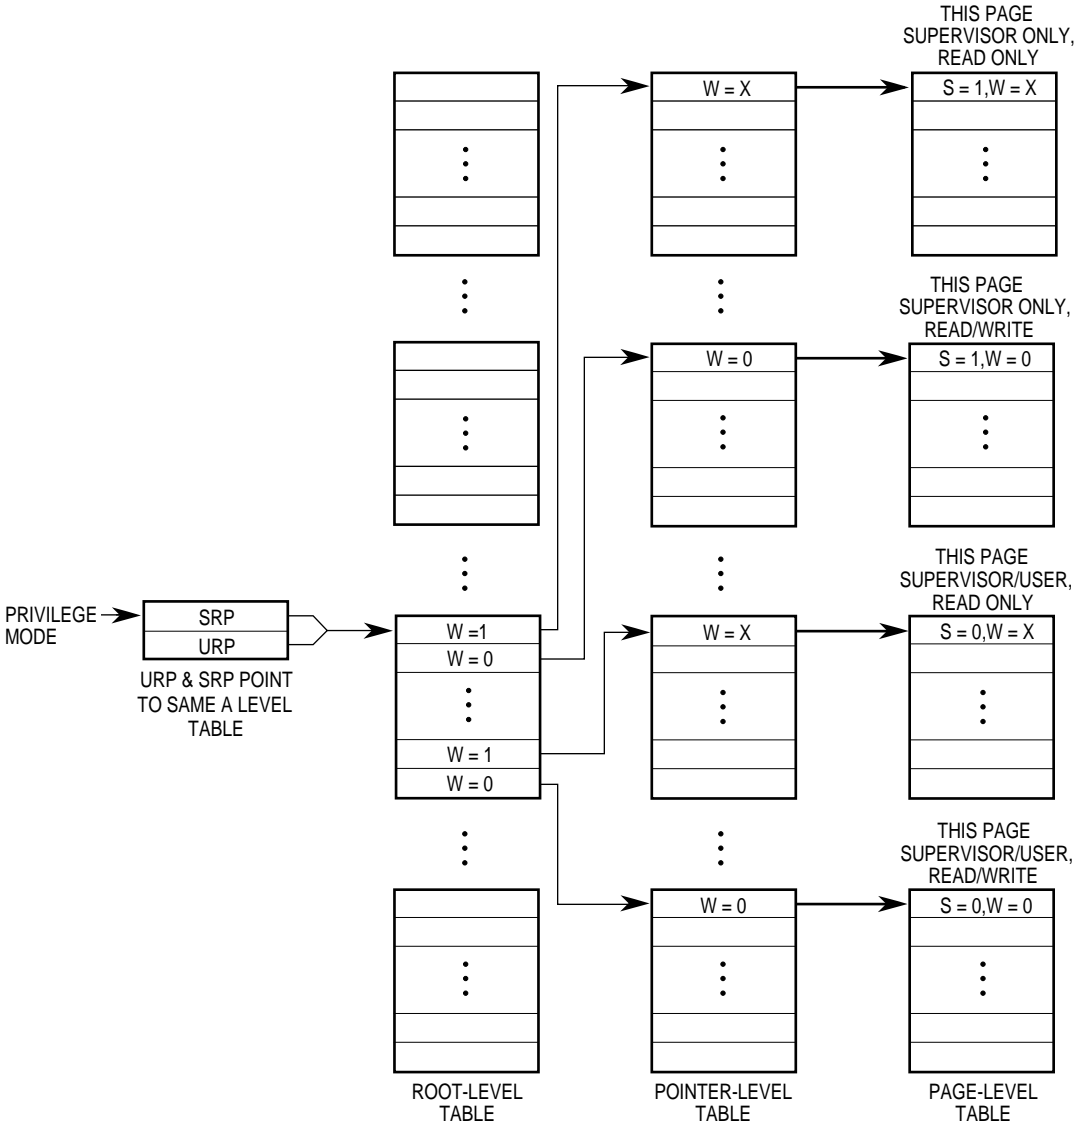 THIS PAGE
SUPERVISOR ONLY,
READ ONLY
W = X
S = 1,W = X
THIS PAGE
SUPERVISOR ONLY,
READ/WRITE
W = 0
S = 1,W = 0
THIS PAGE
SUPERVISOR/USER,
READ ONLY
PRIVILEGE
MODE
SRP
URP
URP & SRP POINT
TO SAME A LEVEL
TABLE
W =1
W = 0
W = 1
W = 0
W = X
S = 0,W = X
THIS PAGE
SUPERVISOR/USER,
READ/WRITE
W = 0
S = 0,W = 0
ROOT-LEVEL
TABLE
POINTER-LEVEL
TABLE
PAGE-LEVEL
TABLE